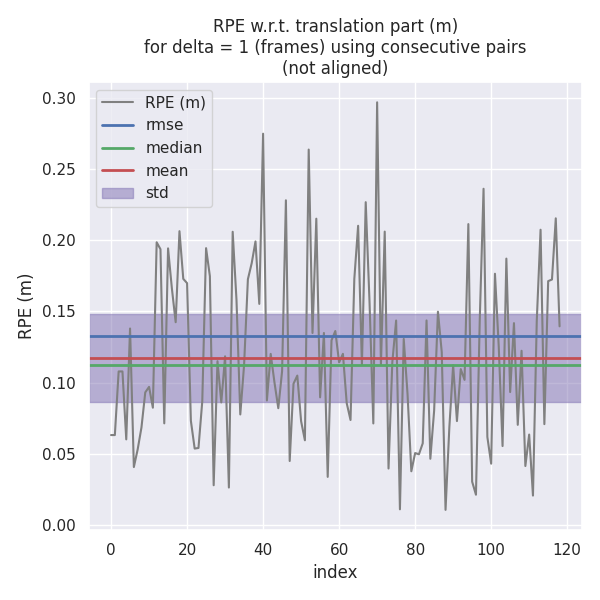 RPE w.r.t. translation part (m)
for delta = 1 (frames) using consecutive pairs
(not aligned)
RPE (m)
rmse
median
mean
std
0.30
0.25
0.20
0.15
0.10
0.05
0.00
RPE (m)
0 20 40 60 80 100 120
index